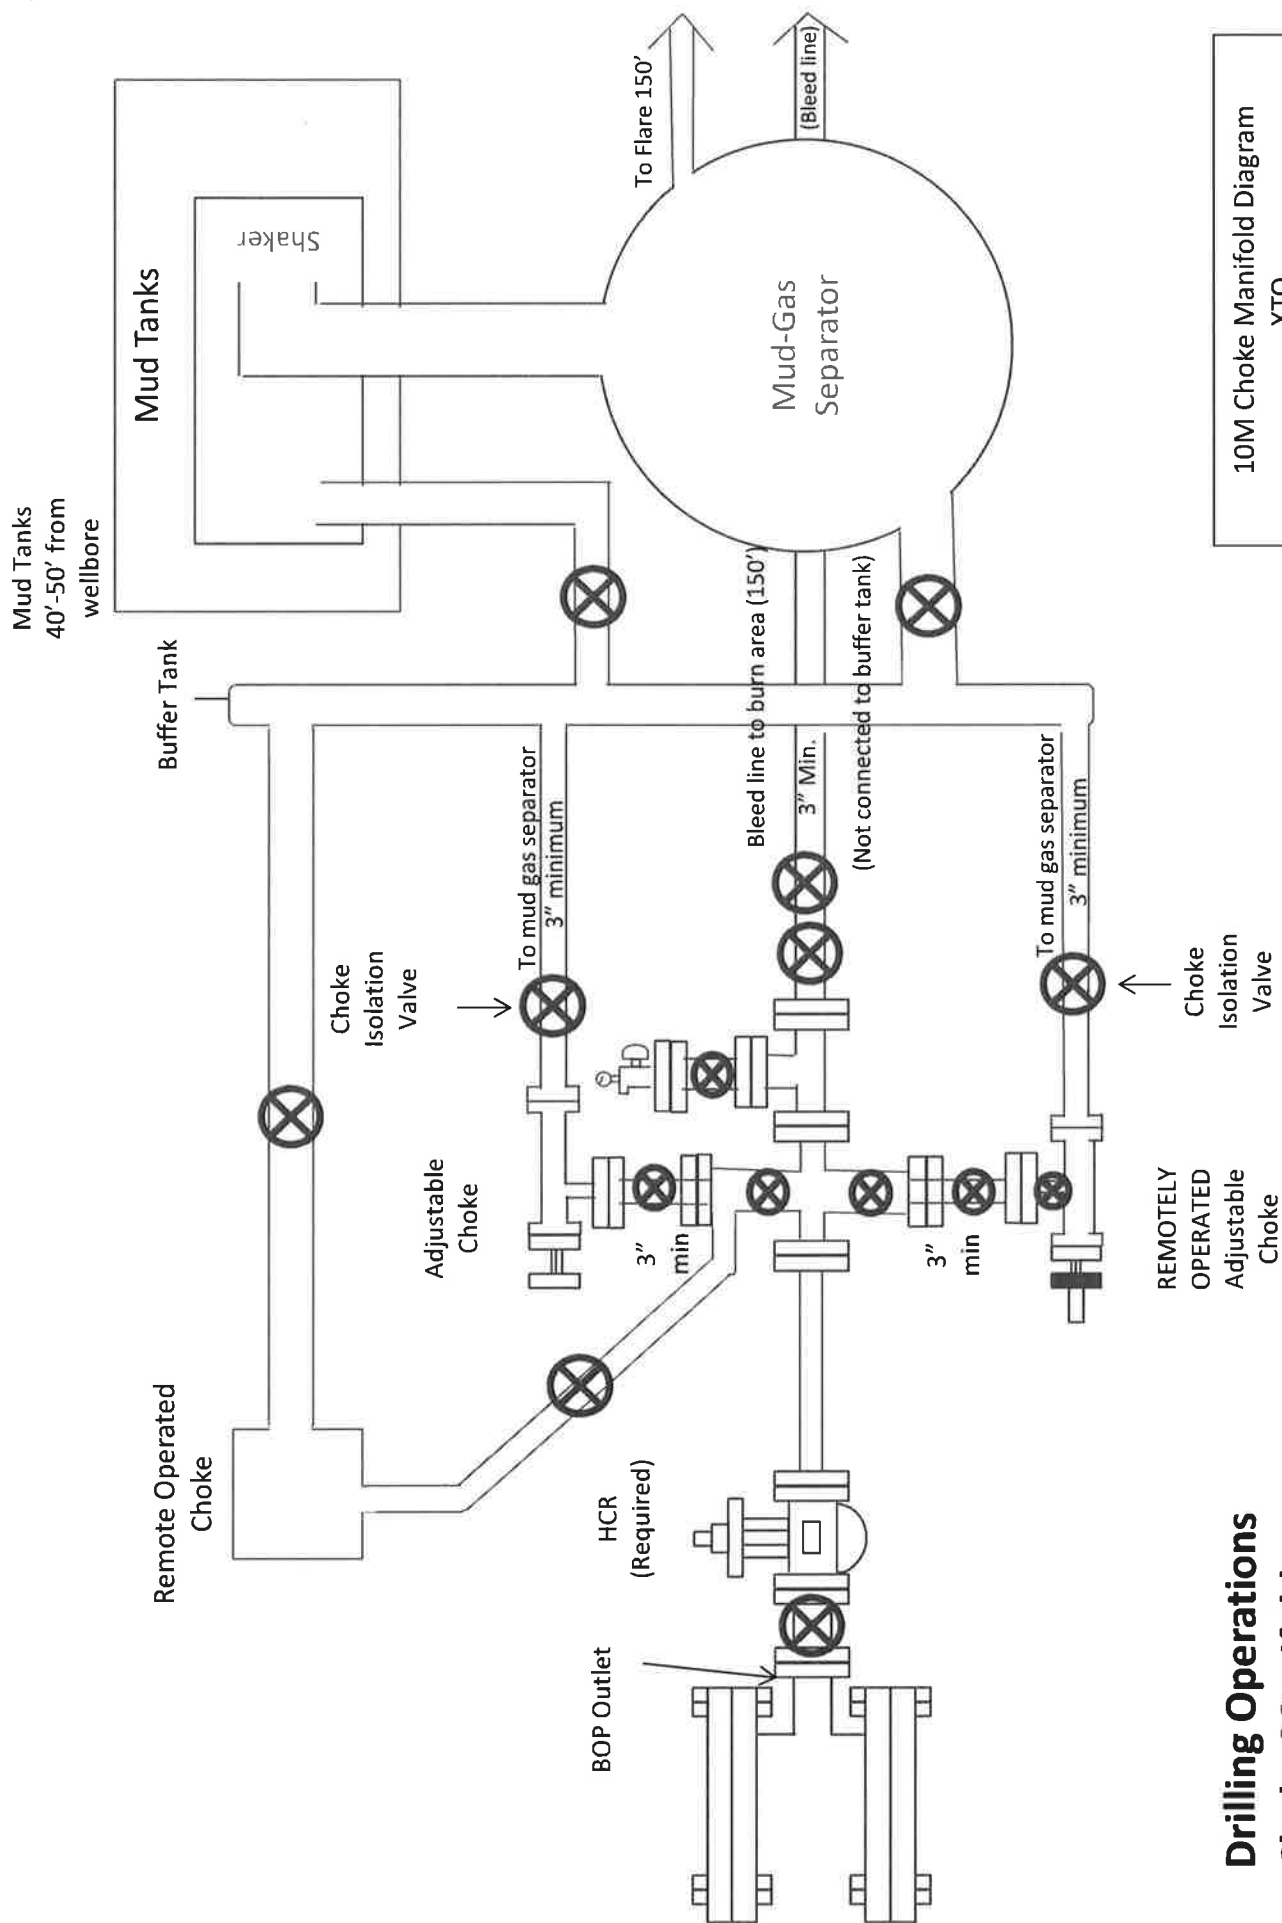 Mud Tanks
40’-50’ from
wellbore
Mud Tanks
Shaker
To Flare 150’
(Bleed line)
Mud-Gas
Separator
Buffer Tank
To mud gas separator
3” minimum
Bleed line to burn area (150’)
3” Min.
(Not connected to buffer tank)
To mud gas separator
3” minimum
Choke
Isolation
Valve
Choke
Isolation
Valve
Adjustable
Choke
3”
min
3”
min
REMOTELY
OPERATED
Adjustable
Choke
Remote Operated
Choke
HCR
(Required)
BOP Outlet
10M Choke Manifold Diagram
XTO
Drilling Operations